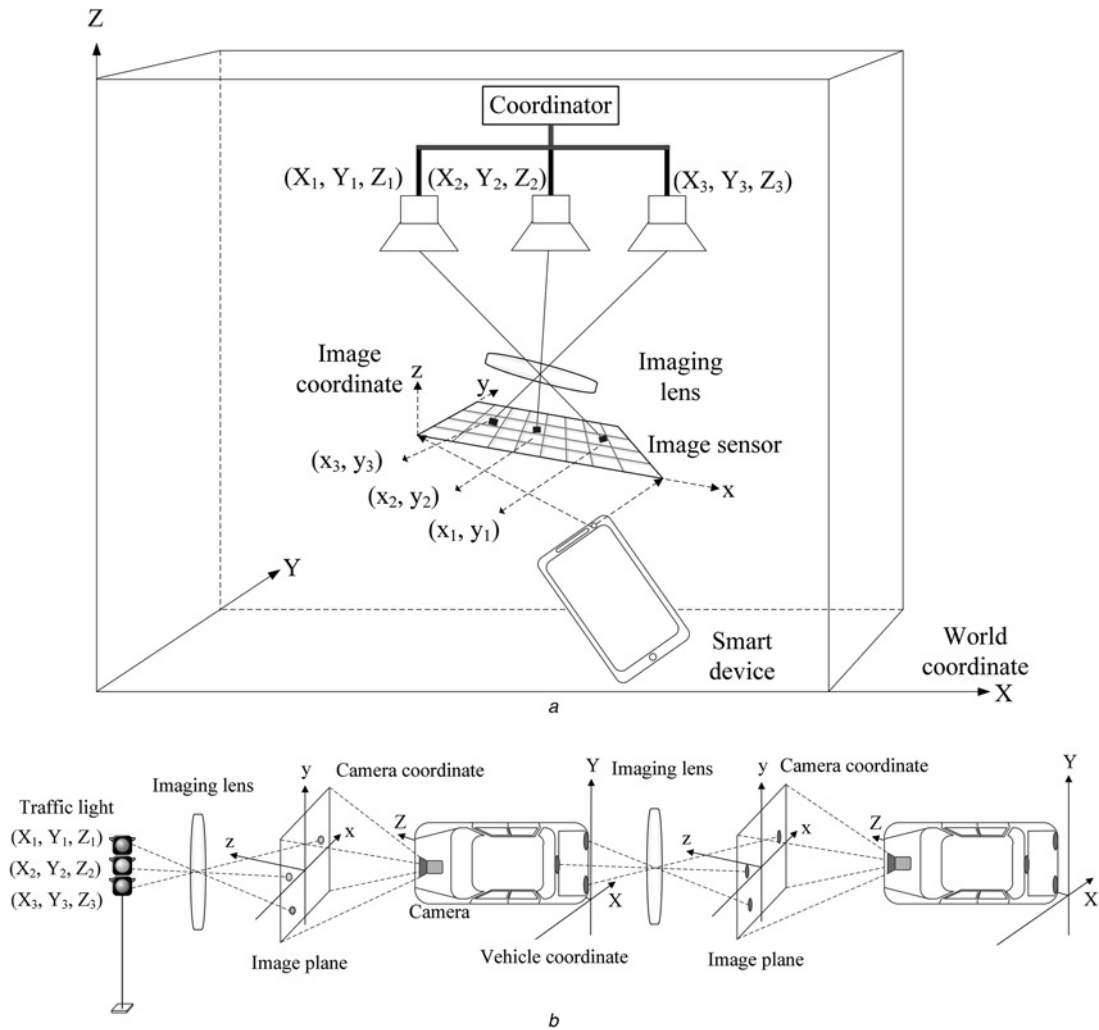 Z
Coordinator
(X1, Y1, Z1)
(X2, Y2, Z2)
(X3, Y3, Z3)
Image
coordinate
z
y
Imaging
lens
Image sensor
(x3, y3)
(x2, y2)
(x1, y1)
x
Y
Smart
device
World
coordinate
X
a
Traffic light
(X1, Y1, Z1)
(X2, Y2, Z2)
(X3, Y3, Z3)
Imaging lens
y
Camera coordinate
x
z
Z
Camera
Image plane
Y
X
Vehicle coordinate
Imaging lens
y
Camera coordinate
x
z
Z
Image plane
Y
X
b